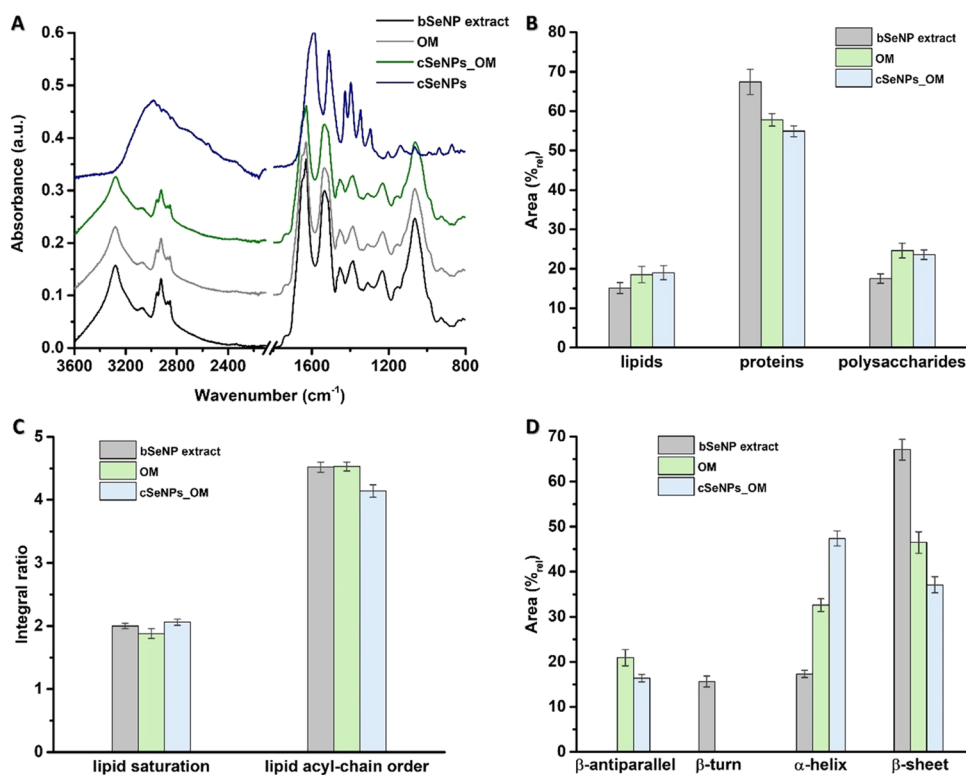 A
bSeNP extract
OM
cSeNPs_OM
cSeNPs
Absorbance (a.u.)
0.6
0.5
0.4
0.3
0.2
0.1
0.0
3600 3200 2800 2400 1600 1400 1200 1000 800
Wavenumber (cm⁻¹)
B
bSeNP extract
OM
cSeNPs_OM
Area (%rel)
80
70
60
50
40
30
20
10
0
lipids proteins polysaccharides
C
bSeNP extract
OM
cSeNPs_OM
Integral ratio
5
4
3
2
1
0
lipid saturation lipid acyl-chain order
D
bSeNP extract
OM
cSeNPs_OM
Area (%rel)
70
60
50
40
30
20
10
0
β-antiparallel β-turn α-helix β-sheet